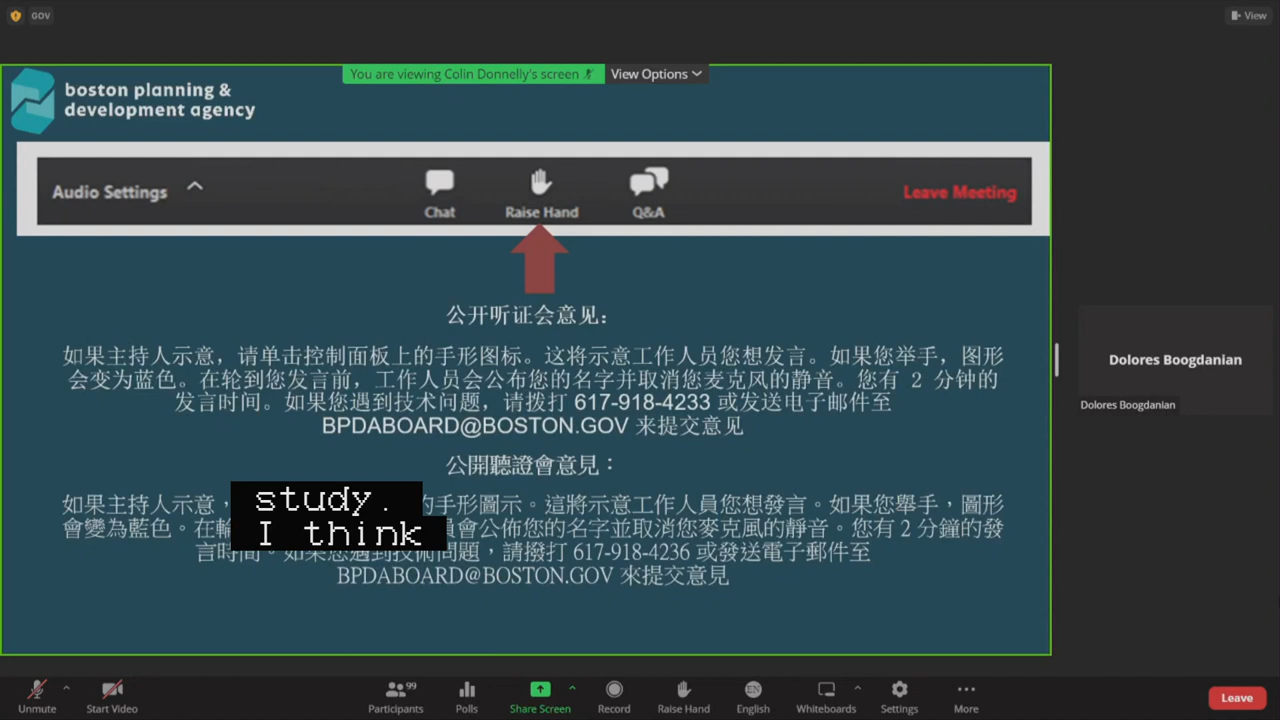 GOV
View
You are viewing Colin Donnelly's screen
View Options
boston planning &
development agency
Audio Settings
Chat
Raise Hand
Q&A
Leave Meeting
公开听证会意见:
如果主持人示意，请单击控制面板上的手形图标。这将示意工作人员您想发言。如果您举手，图形
会变为蓝色。在轮到您发言前，工作人员会公布您的名字并取消您麦克风的静音。您有 2 分钟的
发言时间。如果您遇到技术问题，请拨打 617-918-4233 或发送电子邮件至
BPDABOARD@BOSTON.GOV 来提交意见
公開聽證會意見：
如果主持人示意，的手形圖示。這將示意工作人員您想發言。如果您舉手，圖形
會變為藍色。在 會公佈您的名字並取消您麥克風的靜音。您有 2 分鐘的發
言時間。如果您遇到技術問題，請撥打 617-918-4236 或發送電子郵件至
BPDABOARD@BOSTON.GOV 來提交意見
study.
I think
Dolores Boogdanian
Dolores Boogdanian
Unmute
Start Video
99
Participants
Polls
Share Screen
Record
Raise Hand
EN
English
Whiteboards
Settings
More
Leave